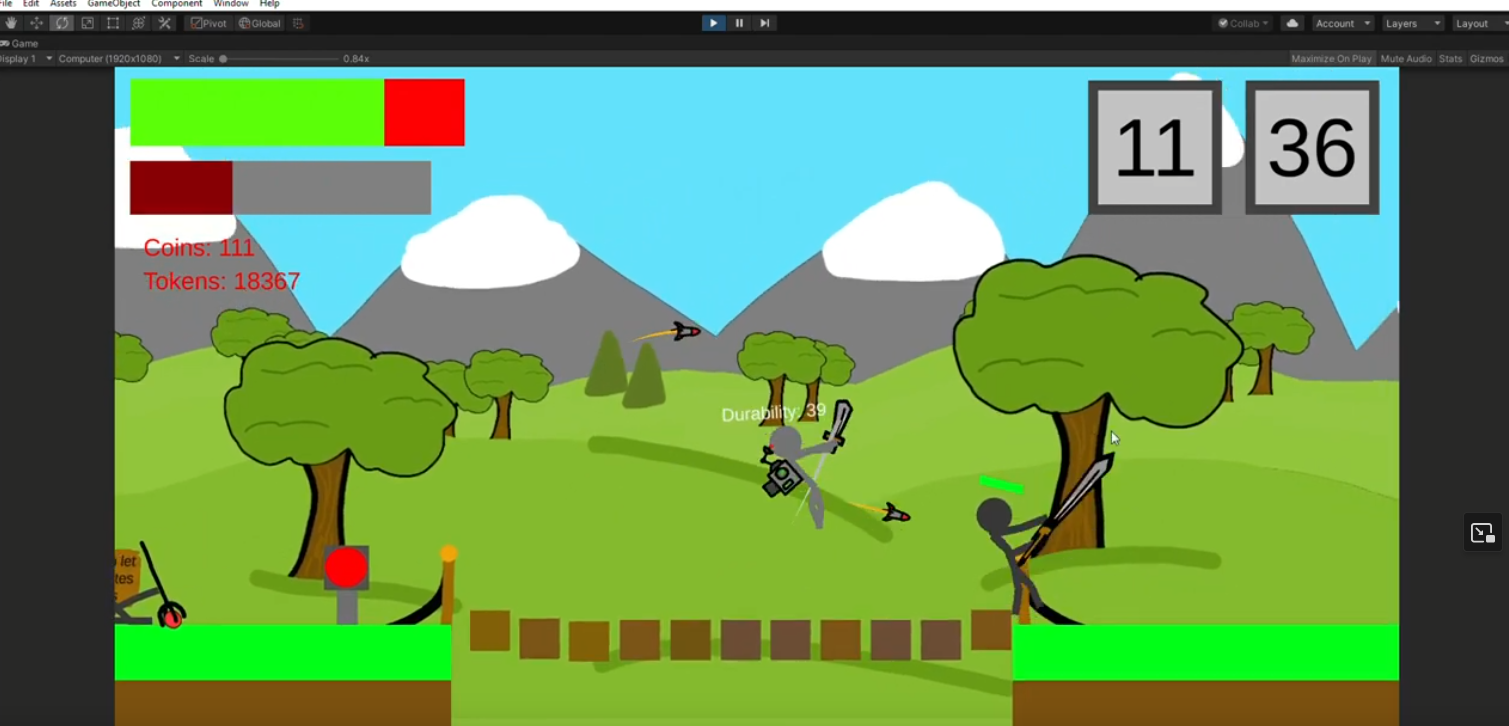 File Edit Assets GameObject Component Window Help
Pivot Global Collab Account Layers Layout
Game
Display 1 Computer (1920x1080) Scale 0.84x Maximize On Play Mute Audio Stats Gizmos
11 36
Coins: 111
Tokens: 18367
Durability: 39
let